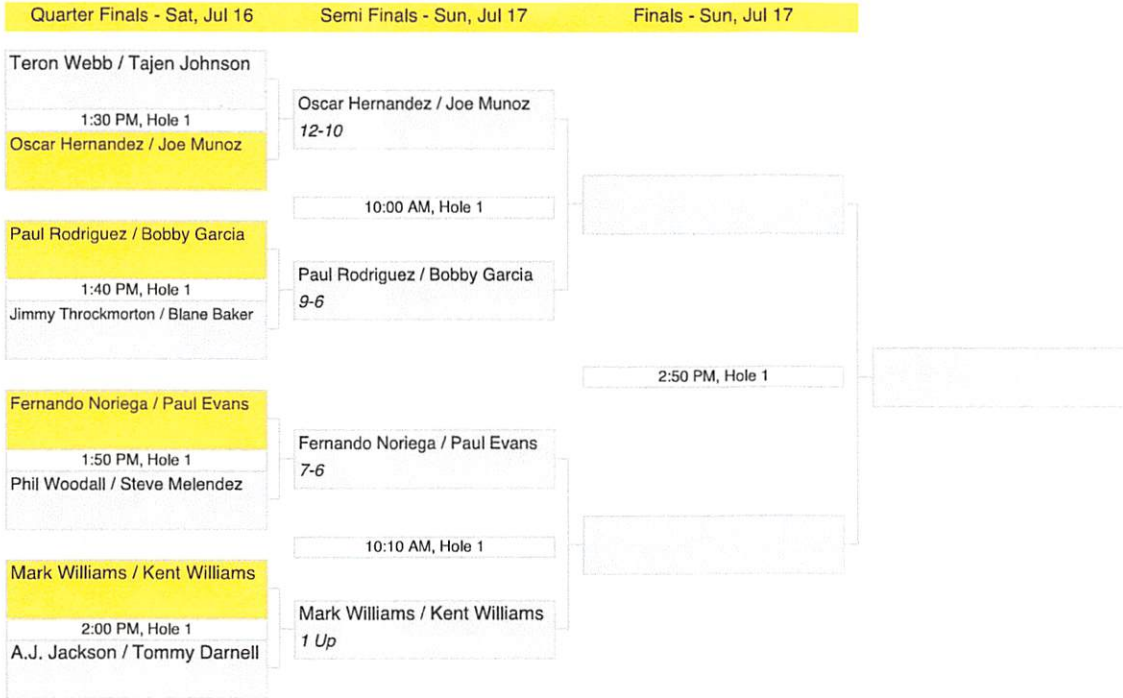 Quarter Finals - Sat, Jul 16
Semi Finals - Sun, Jul 17
Finals - Sun, Jul 17
Teron Webb / Tajen Johnson
1:30 PM, Hole 1
Oscar Hernandez / Joe Munoz
Paul Rodriguez / Bobby Garcia
1:40 PM, Hole 1
Jimmy Throckmorton / Blane Baker
Fernando Noriega / Paul Evans
1:50 PM, Hole 1
Phil Woodall / Steve Melendez
Mark Williams / Kent Williams
2:00 PM, Hole 1
A.J. Jackson / Tommy Darnell
Oscar Hernandez / Joe Munoz
12-10
10:00 AM, Hole 1
Paul Rodriguez / Bobby Garcia
9-6
Fernando Noriega / Paul Evans
7-6
10:10 AM, Hole 1
Mark Williams / Kent Williams
1 Up
2:50 PM, Hole 1